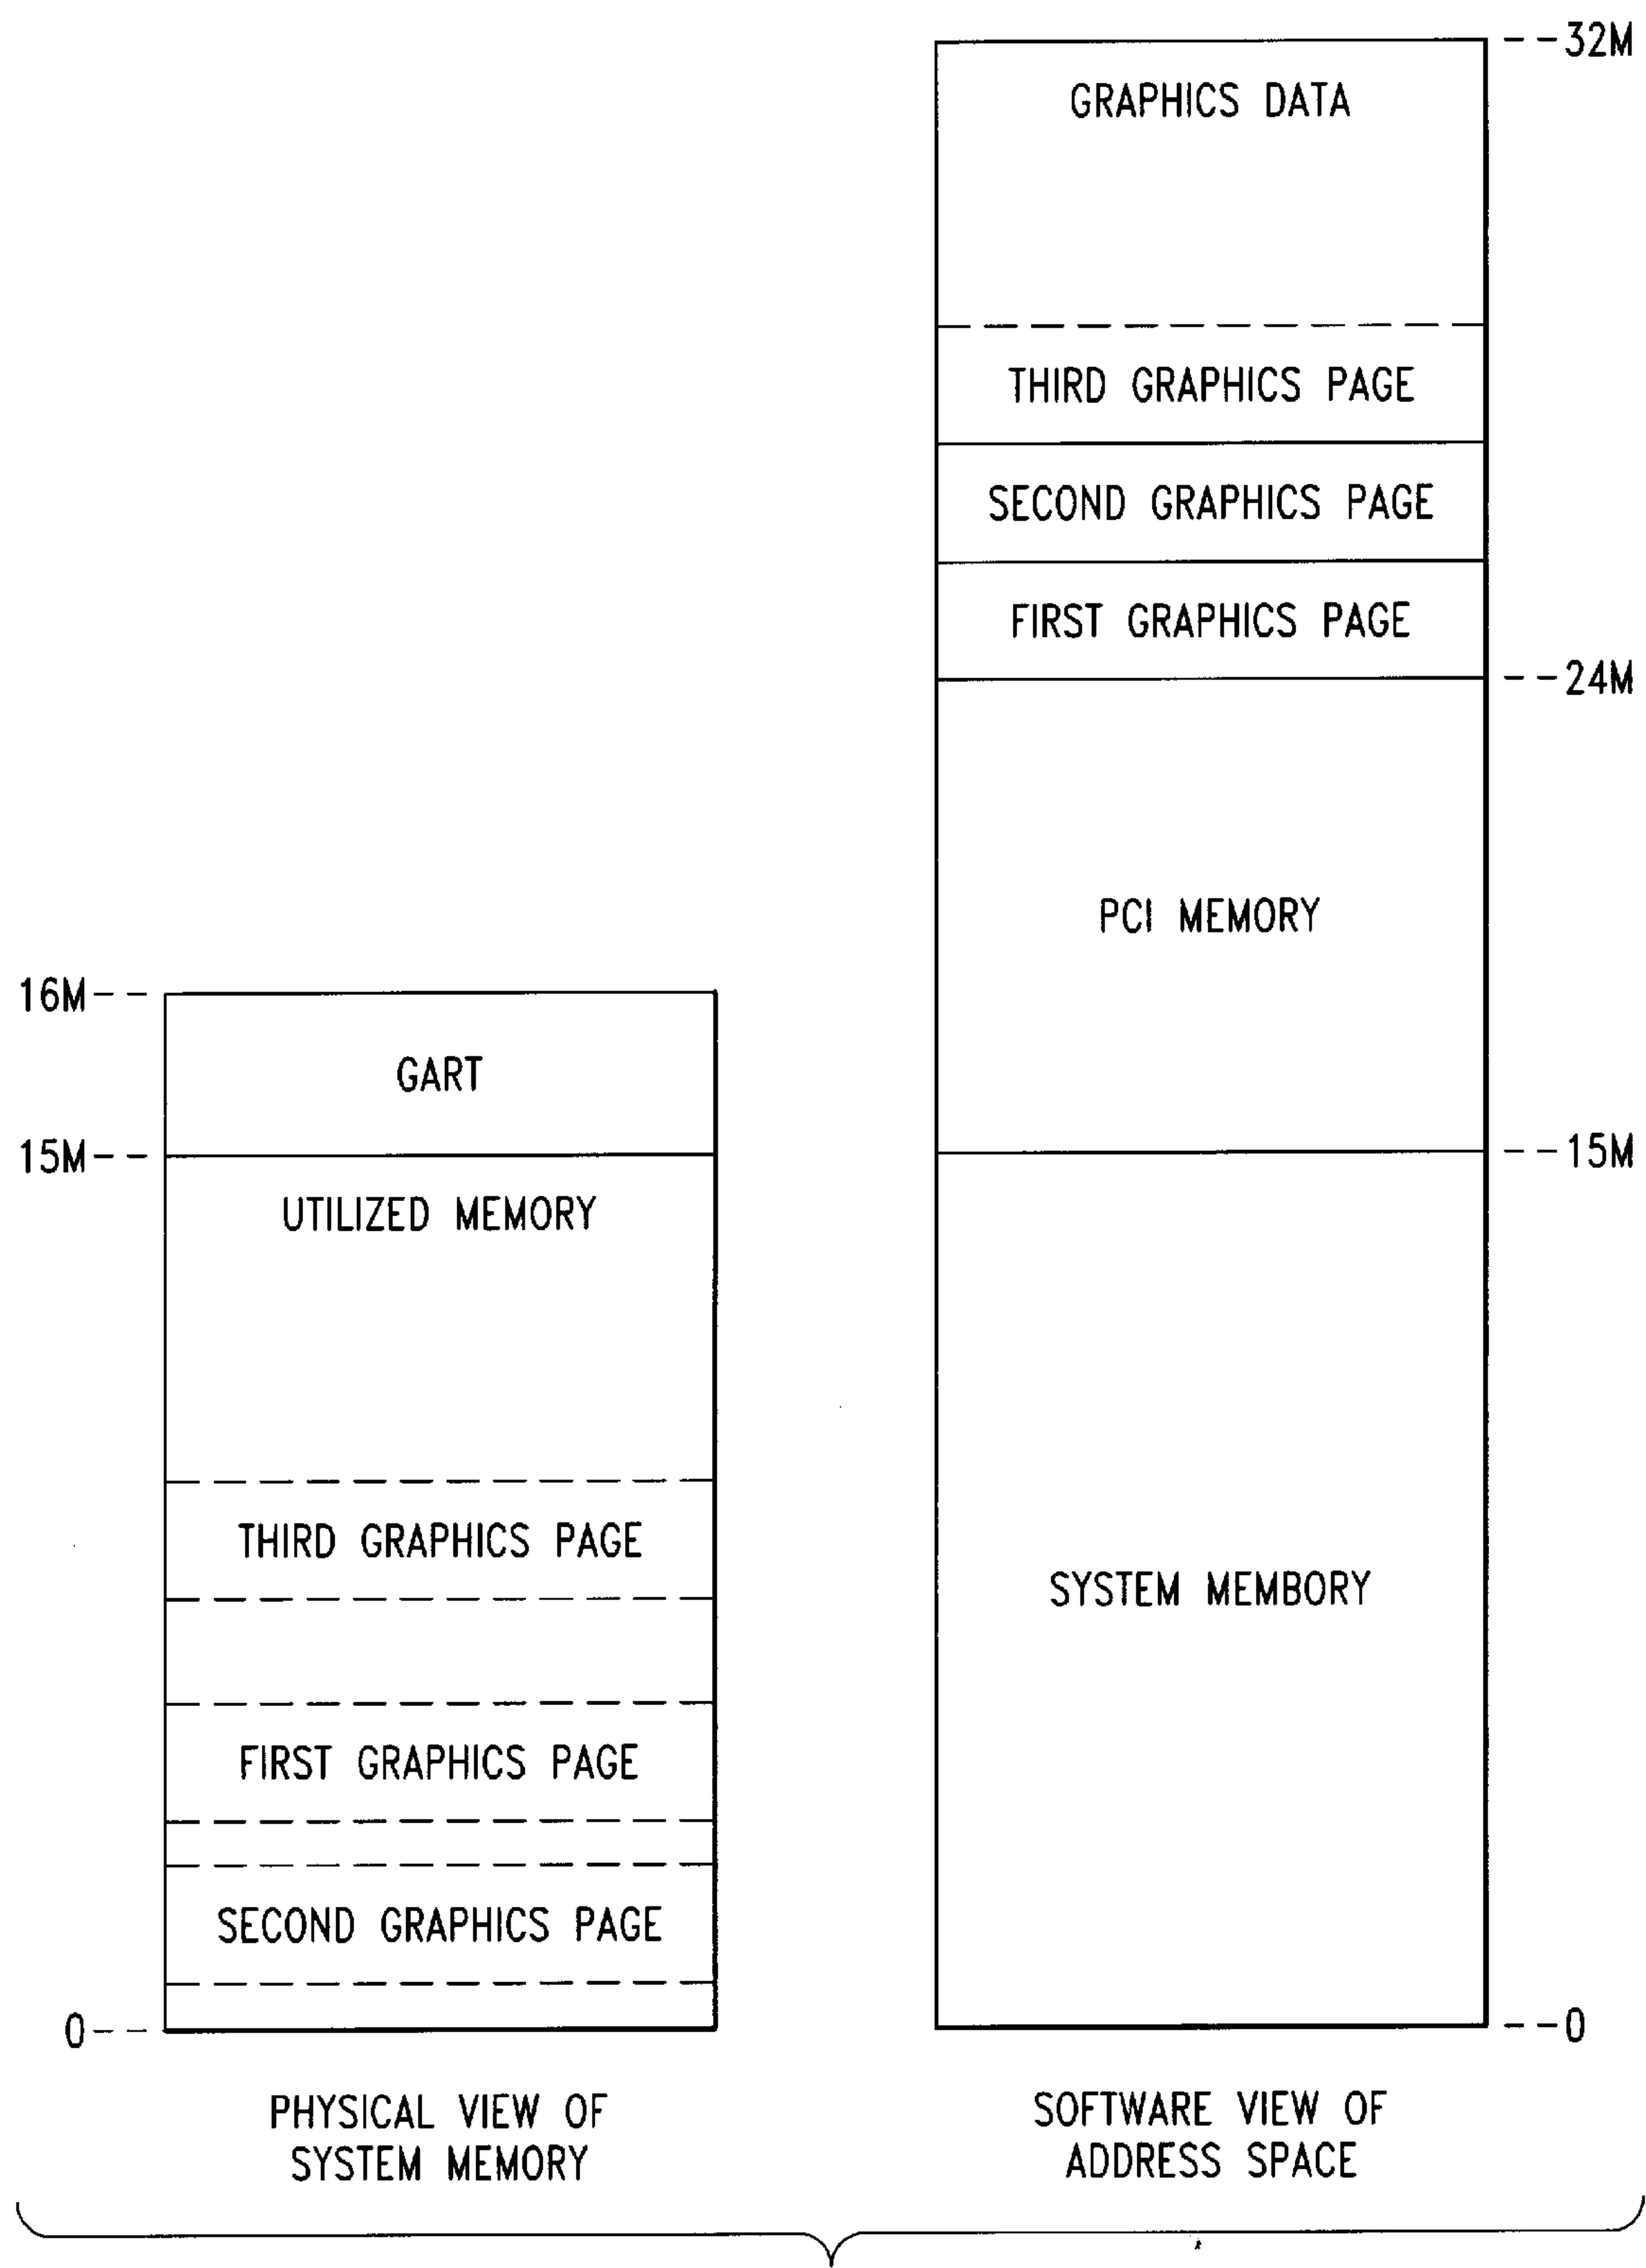 16M--
GART
15M--
UTILIZED MEMORY
THIRD GRAPHICS PAGE
FIRST GRAPHICS PAGE
SECOND GRAPHICS PAGE
0--
PHYSICAL VIEW OF
SYSTEM MEMORY
--32M
GRAPHICS DATA
THIRD GRAPHICS PAGE
SECOND GRAPHICS PAGE
FIRST GRAPHICS PAGE
--24M
PCI MEMORY
--15M
SYSTEM MEMBORY
--0
SOFTWARE VIEW OF
ADDRESS SPACE